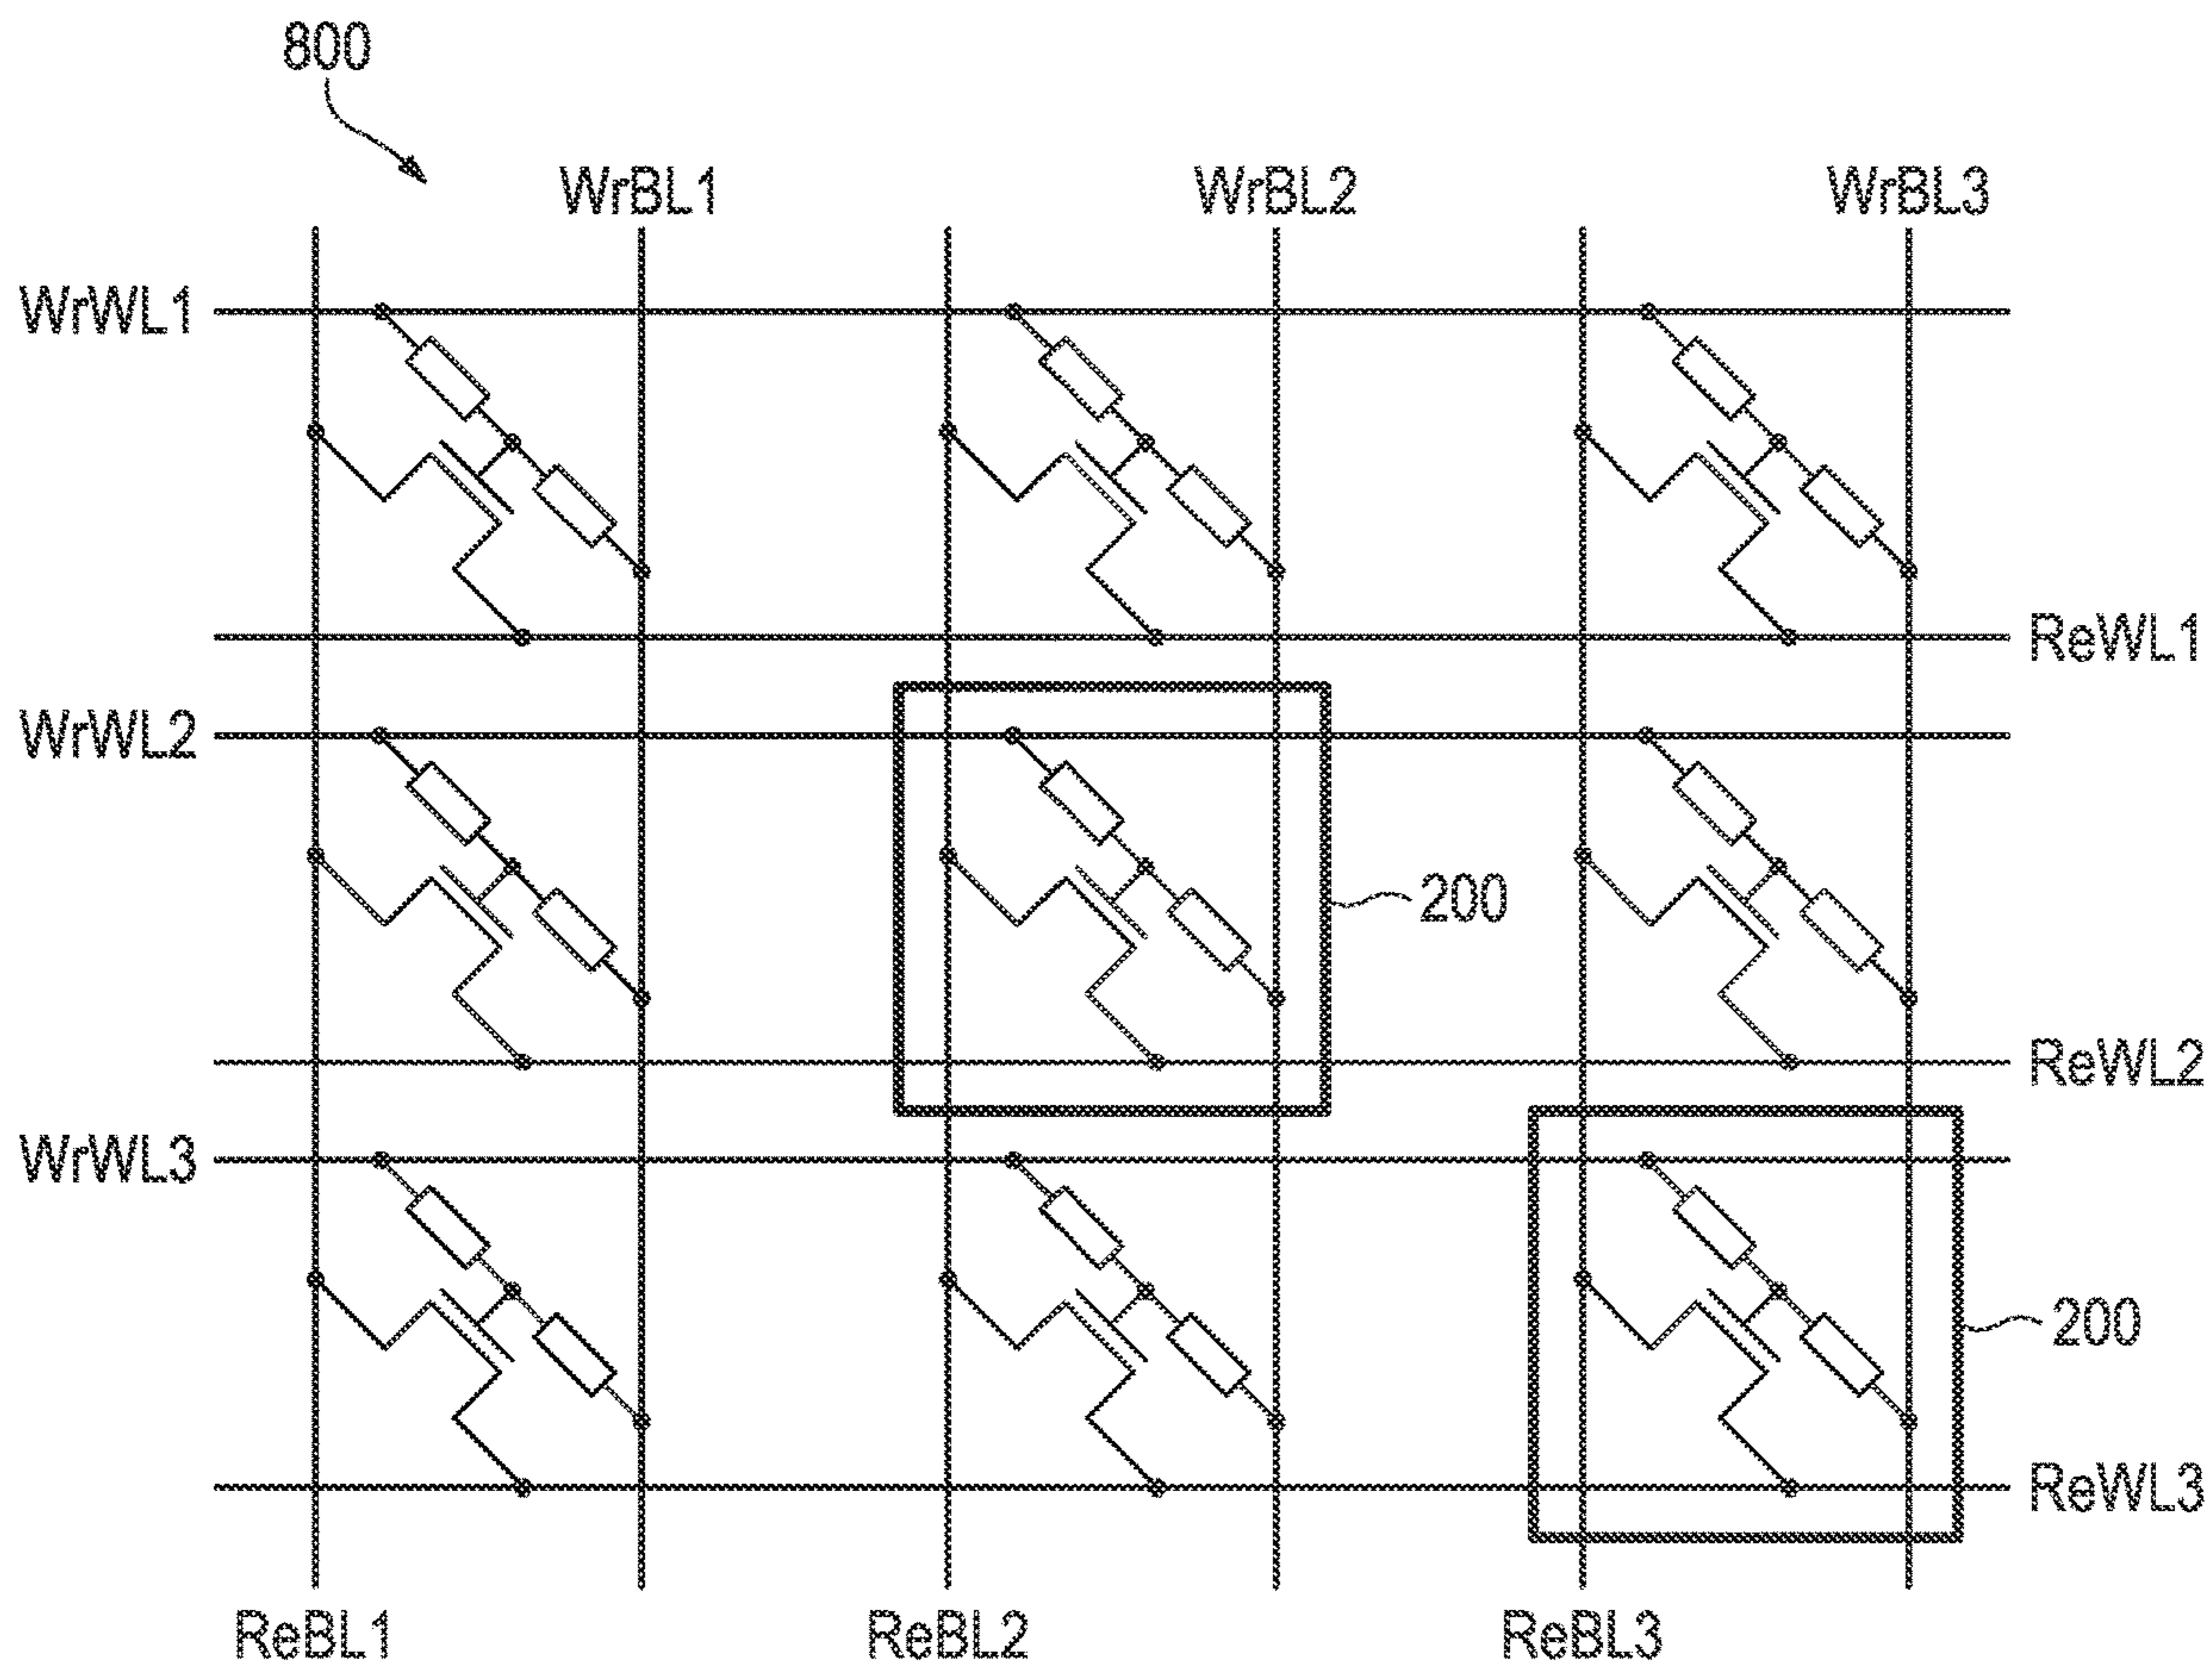 800
WrBL1 WrBL2 WrBL3
WrWL1
ReWL1
WrWL2
200
ReWL2
WrWL3
200
ReWL3
ReBL1 ReBL2 ReBL3